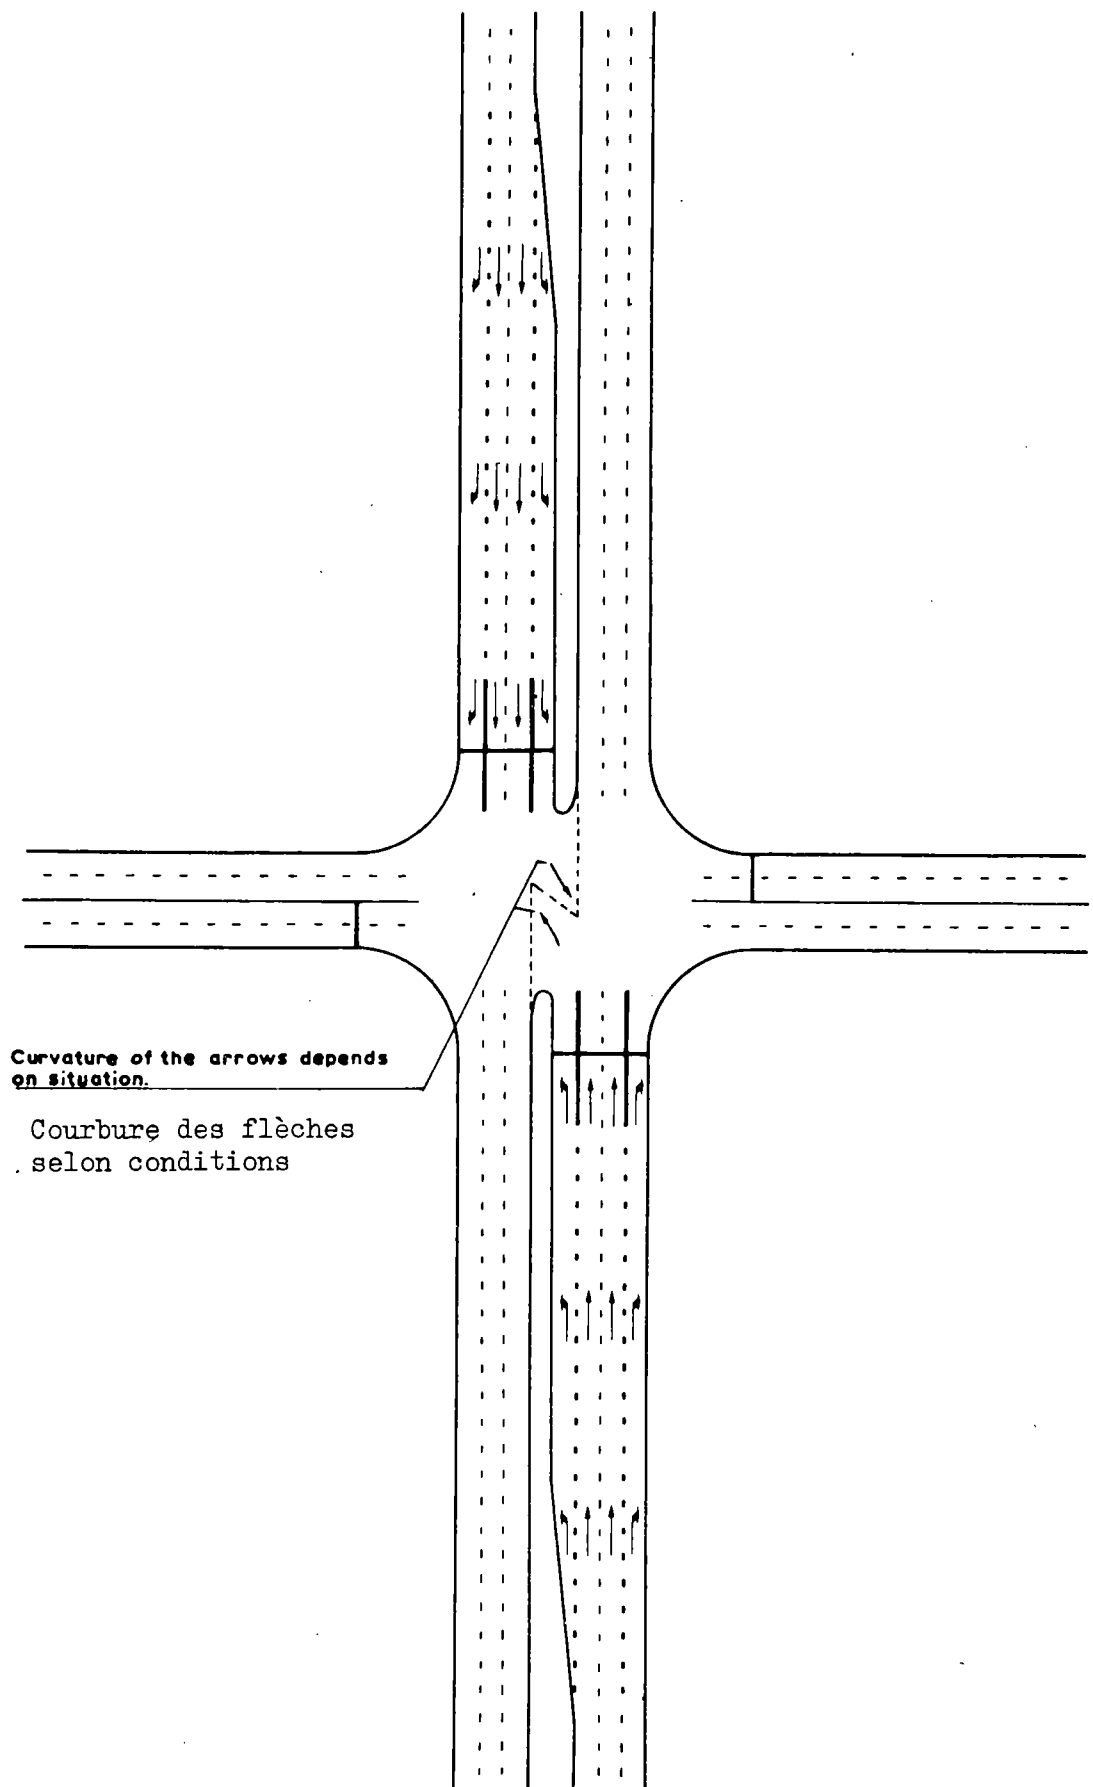 Curvature of the arrows depends
on situation.
Courbure des flèches
selon conditions